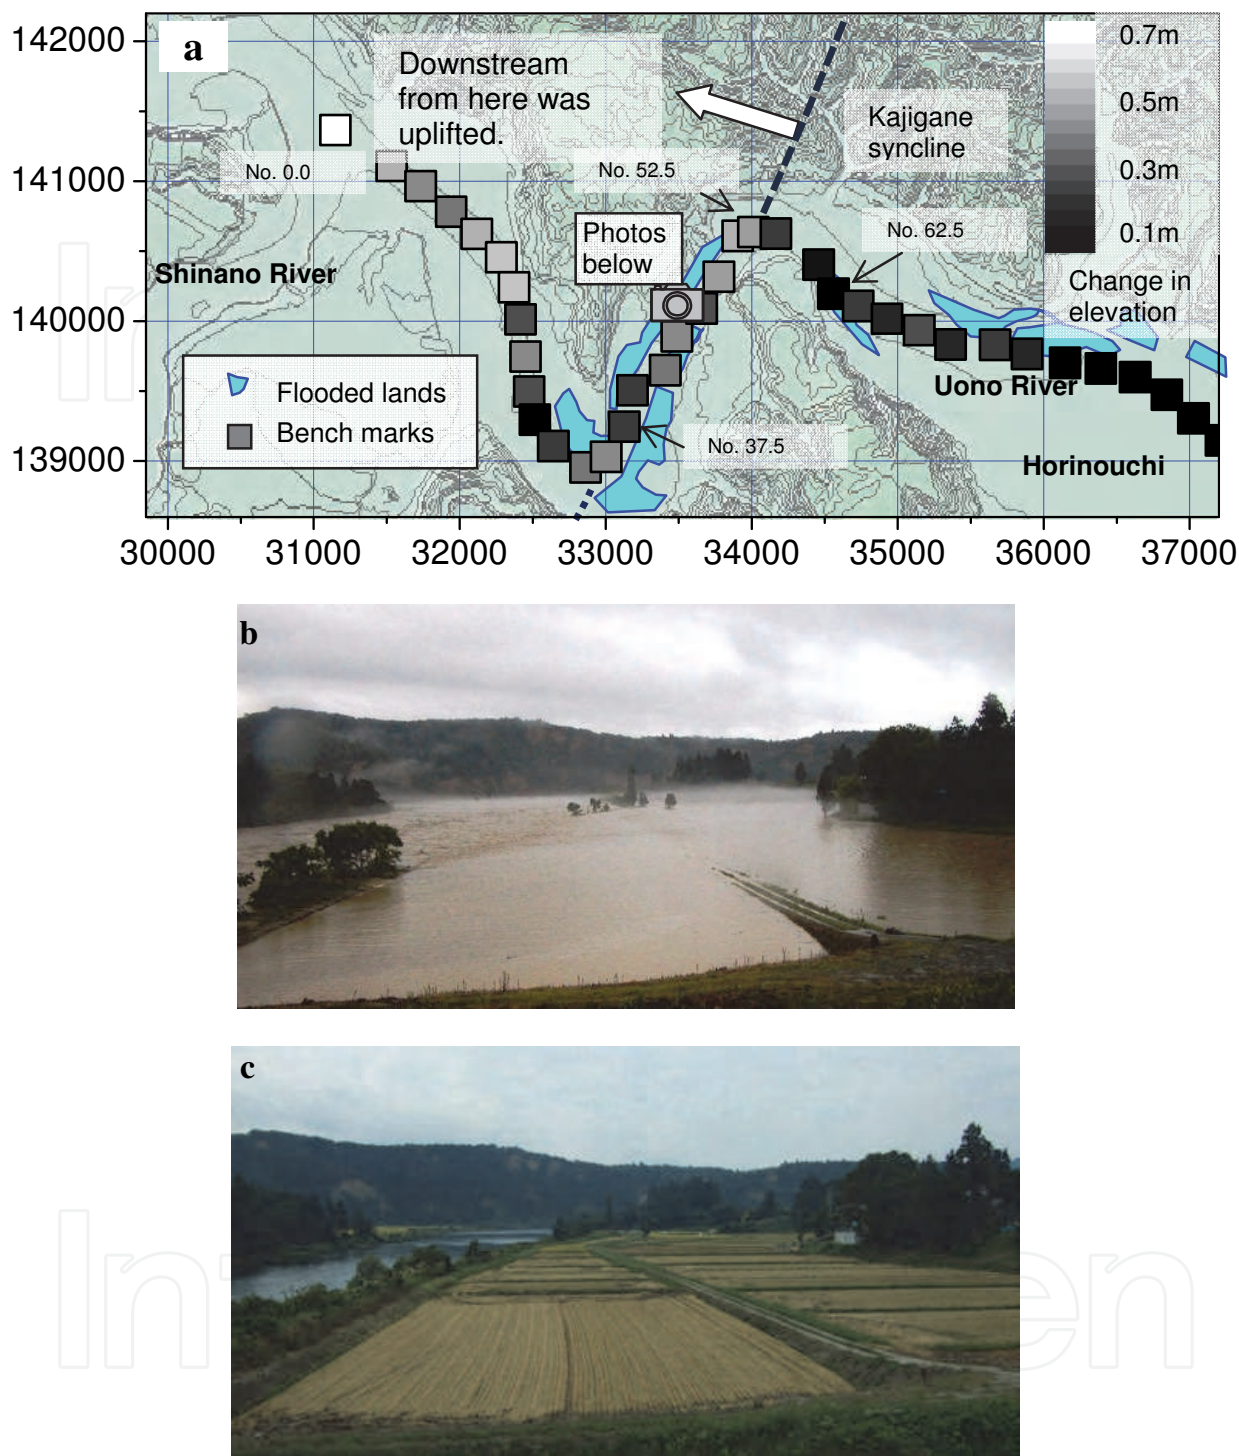 142000
141000
140000
139000
a
Downstream
from here was
uplifted.
No. 0.0
No. 52.5
Kajigane
syncline
0.7m
0.5m
0.3m
0.1m
Change in
elevation
No. 62.5
Photos
below
Shinano River
Flooded lands
Bench marks
No. 37.5
Uono River
Horinouchi
30000 31000 32000 33000 34000 35000 36000 37000
b
c